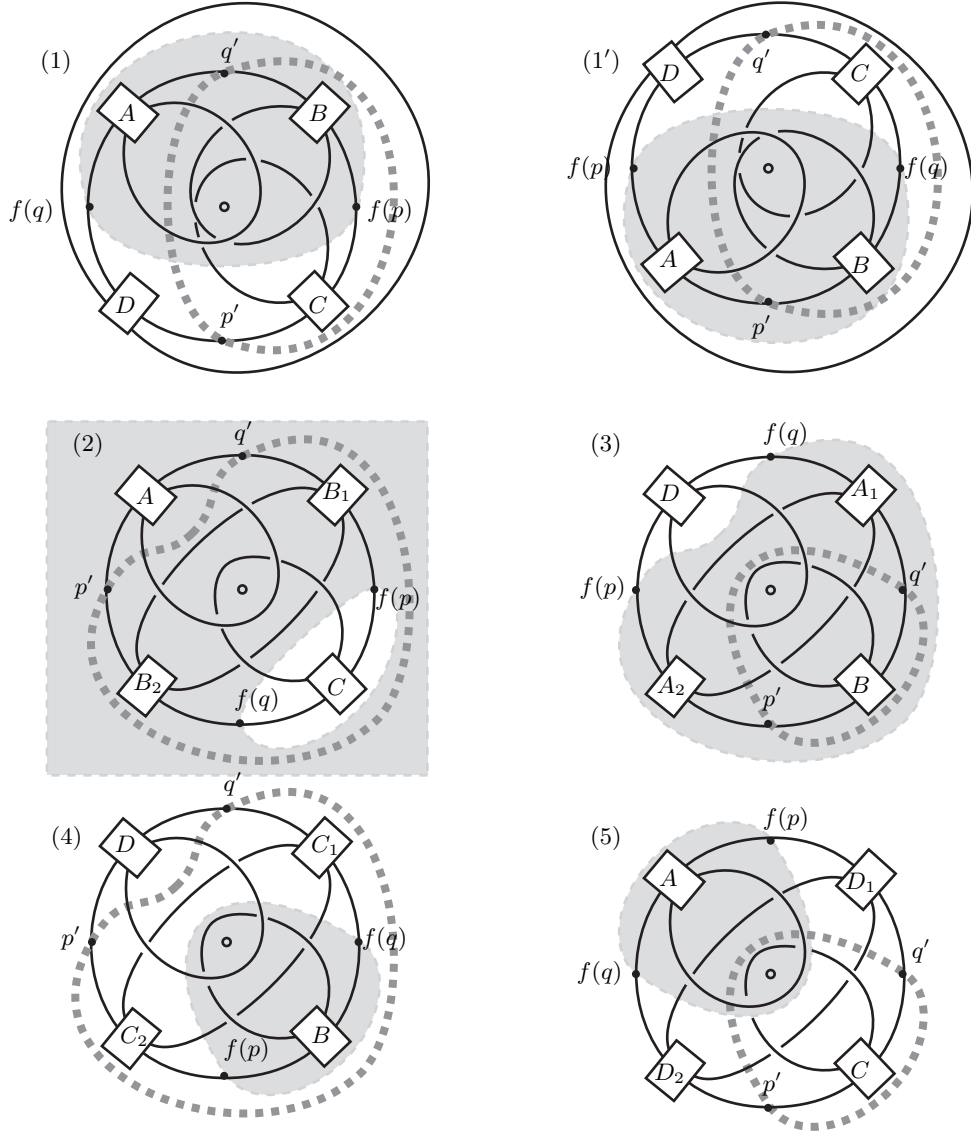 (1)
q′
A
B
f(q)
f(p)
D
C
p′
(1′)
q′
D
C
f(p)
f(q)
A
B
p′
(2)
q′
A
B₁
p′
f(p)
B₂
C
f(q)
(3)
f(q)
D
A₁
f(p)
q′
A₂
B
p′
(4)
q′
D
C₁
p′
f(q)
C₂
B
f(p)
(5)
f(p)
A
D₁
f(q)
q′
D₂
C
p′